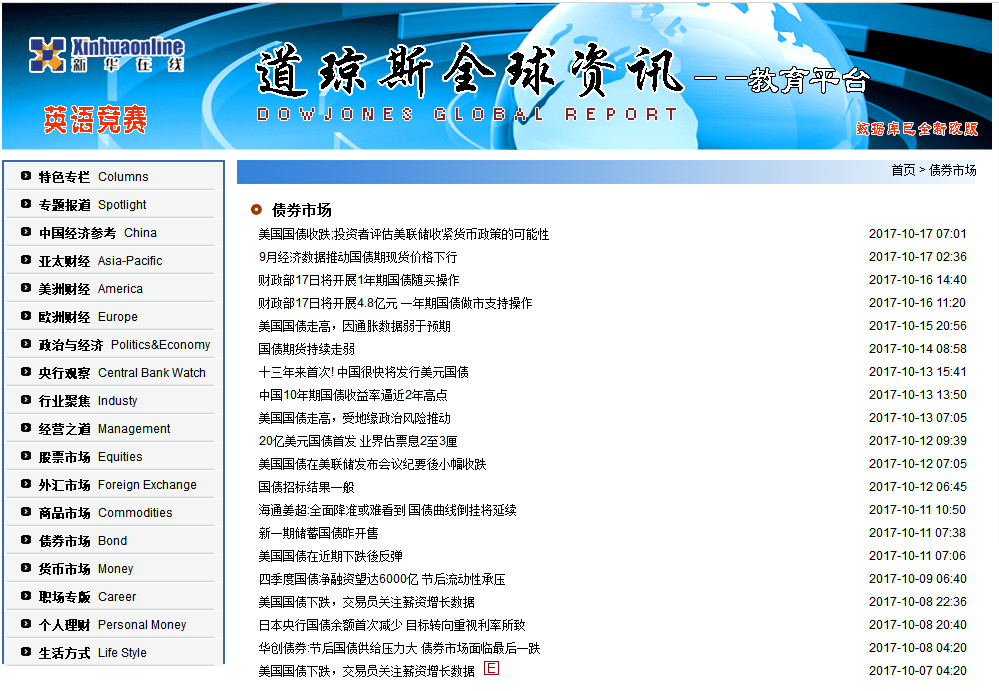 Xinhuaonline
新 华 在 线
英语竞赛
道琼斯全球资讯 ——教育平台
DOWJONES GLOBAL REPORT
数据库已全新改版
特色专栏 Columns
专题报道 Spotlight
中国经济参考 China
亚太财经 Asia-Pacific
美洲财经 America
欧洲财经 Europe
政治与经济 Politics&Economy
央行观察 Central Bank Watch
行业聚焦 Industy
经营之道 Management
股票市场 Equities
外汇市场 Foreign Exchange
商品市场 Commodities
债券市场 Bond
货币市场 Money
职场专版 Career
个人理财 Personal Money
生活方式 Life Style
首页 > 债券市场
债券市场
美国国债收跌;投资者评估美联储收紧货币政策的可能性 2017-10-17 07:01
9月经济数据推动国债期现货价格下行 2017-10-17 02:36
财政部17日将开展1年期国债随买操作 2017-10-16 14:40
财政部17日将开展4.8亿元 一年期国债做市支持操作 2017-10-16 11:20
美国国债走高，因通胀数据弱于预期 2017-10-15 20:56
国债期货持续走弱 2017-10-14 08:58
十三年来首次! 中国很快将发行美元国债 2017-10-13 15:41
中国10年期国债收益率逼近2年高点 2017-10-13 13:50
美国国债走高，受地缘政治风险推动 2017-10-13 07:05
20亿美元国债首发 业界估票息2至3厘 2017-10-12 09:39
美国国债在美联储发布会议纪要後小幅收跌 2017-10-12 07:05
国债招标结果一般 2017-10-12 06:45
海通姜超:全面降准或难看到 国债曲线倒挂将延续 2017-10-11 10:50
新一期储蓄国债昨开售 2017-10-11 07:38
美国国债在近期下跌後反弹 2017-10-11 07:06
四季度国债净融资望达6000亿 节后流动性承压 2017-10-09 06:40
美国国债下跌，交易员关注薪资增长数据 2017-10-08 22:36
日本央行国债余额首次减少 目标转向重视利率所致 2017-10-08 20:40
华创债券:节后国债供给压力大 债券市场面临最后一跌 2017-10-08 04:20
美国国债下跌，交易员关注薪资增长数据 E 2017-10-07 04:20